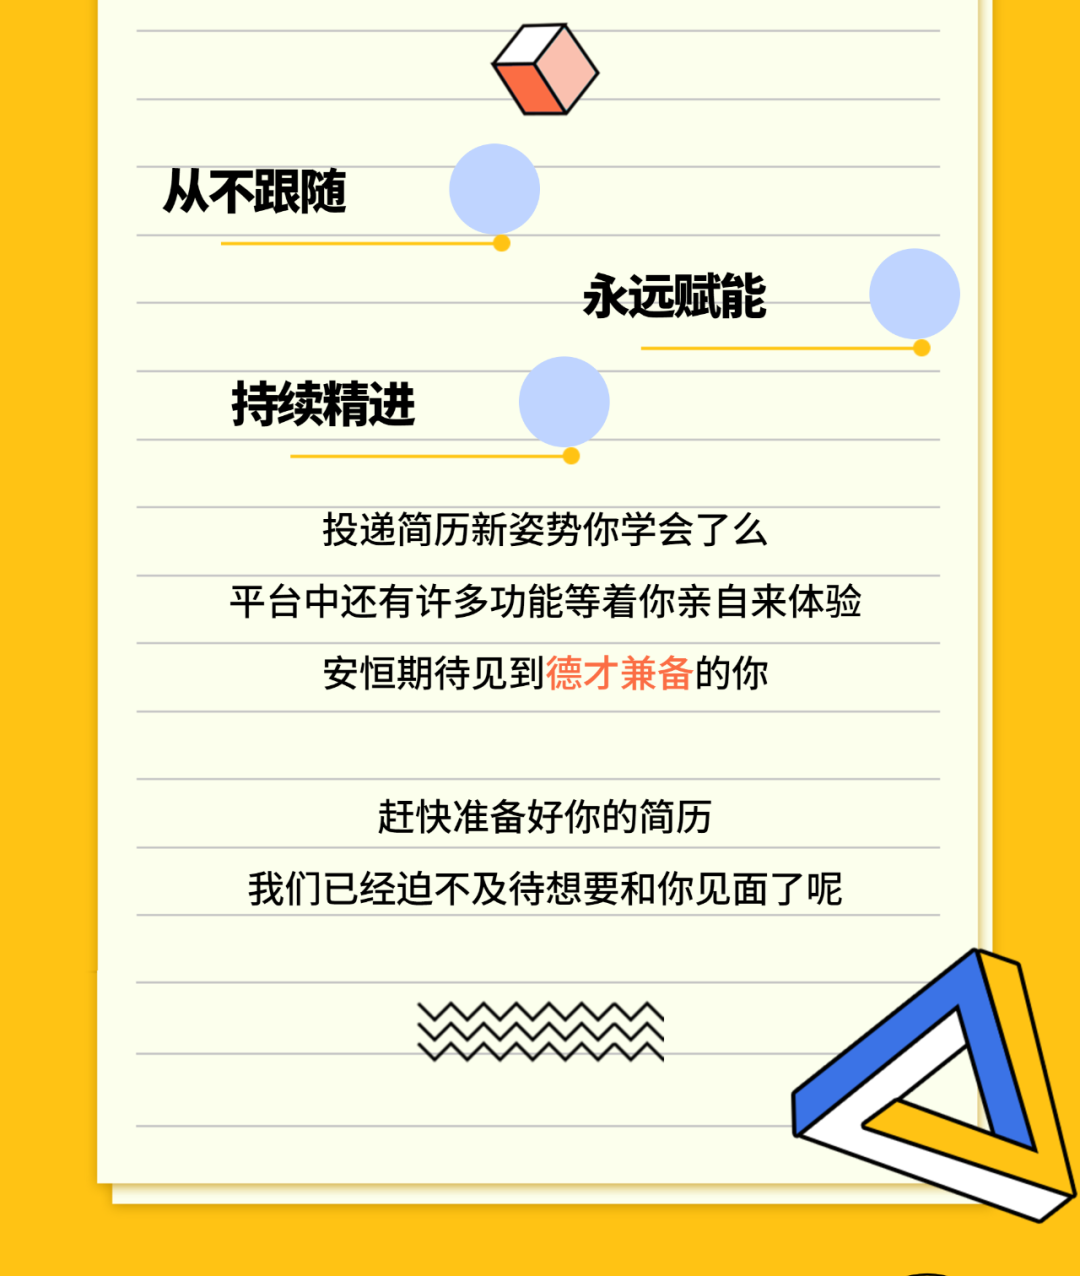 从不跟随
永远赋能
持续精进
投递简历新姿势你学会了么
平台中还有许多功能等着你亲自来体验
安恒期待见到德才兼备的你
赶快准备好你的简历
我们已经迫不及待想要和你见面了呢